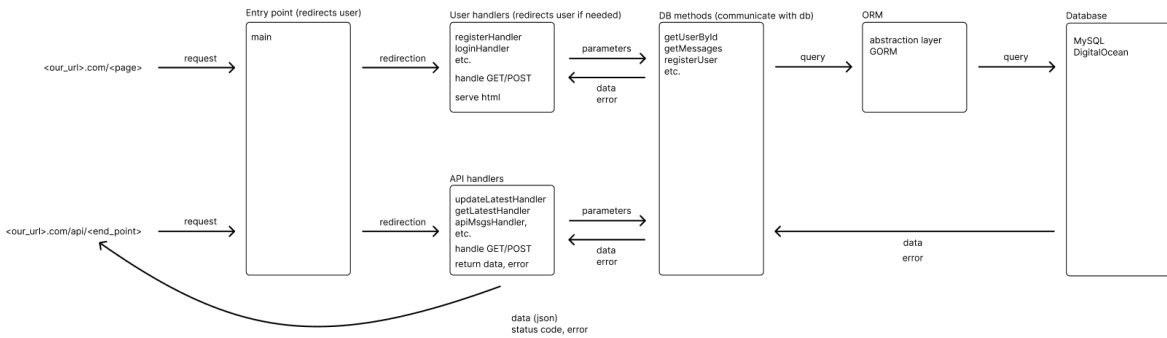 Entry point (redirects user)
User handlers (redirects user if needed)
DB methods (communicate with db)
ORM
Database
main
registerHandler
loginHandler
etc.
handle GET/POST
serve html
getUserById
getMessages
registerUser
etc.
abstraction layer
GORM
MySQL
DigitalOcean
<our_url>.com/<page>
request
redirection
parameters
data
error
query
query
API handlers
updateLatestHandler
getLatestHandler
apiMsgsHandler,
etc.
handle GET/POST
return data, error
<our_url>.com/api/<end_point>
request
redirection
parameters
data
error
data
error
data (json)
status code, error